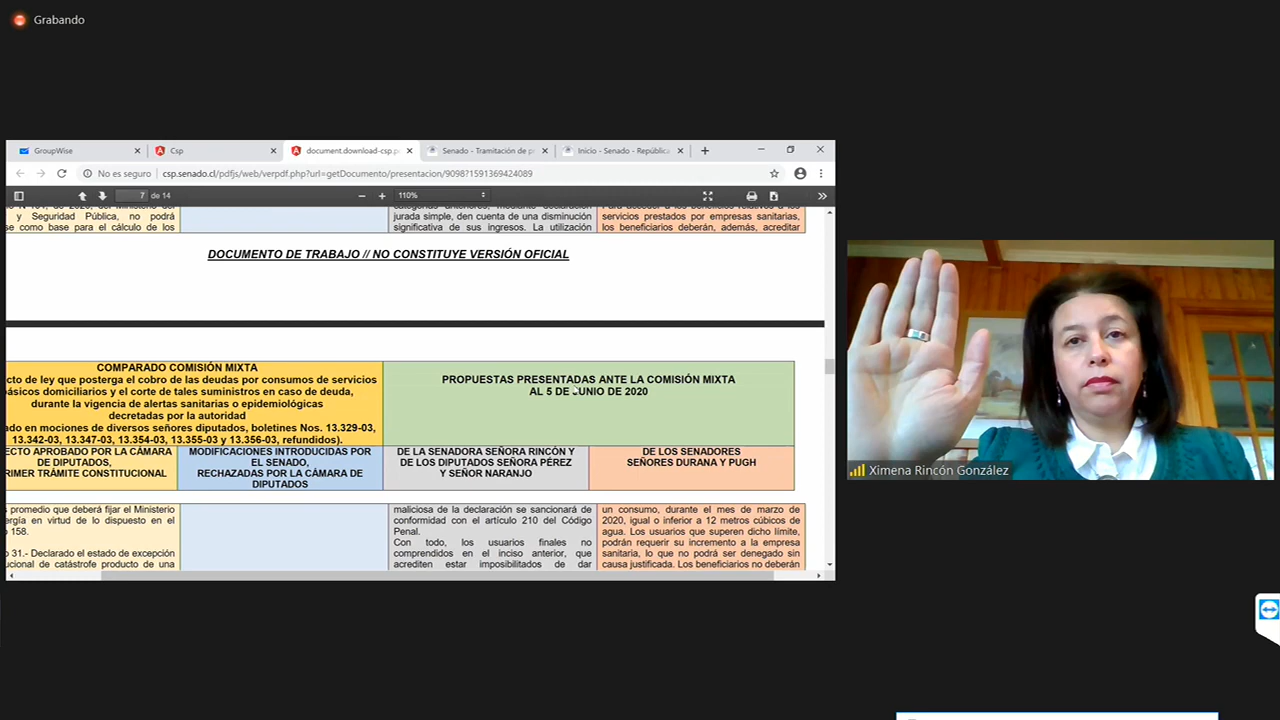 Grabando
GroupWise
Csp
document.download-csp.p
Senado - Tramitación de p
Inicio - Senado - Repúblic
No es seguro
csp.senado.cl/pdfjs/web/verpdf.php?url=getDocumento/presentacion/9098?1591369424089
7 de 14
110%
y Seguridad Pública, no podrá
se como base para el cálculo de los
jurada simple, den cuenta de una disminución
significativa de sus ingresos. La utilización
servicios prestados por empresas sanitarias,
los beneficiarios deberán, además, acreditar
DOCUMENTO DE TRABAJO // NO CONSTITUYE VERSIÓN OFICIAL
COMPARADO COMISIÓN MIXTA
cto de ley que posterga el cobro de las deudas por consumos de servicios
ásicos domiciliarios y el corte de tales suministros en caso de deuda,
durante la vigencia de alertas sanitarias o epidemiológicas
decretadas por la autoridad
ado en mociones de diversos señores diputados, boletines Nos. 13.329-03,
13.342-03, 13.347-03, 13.354-03, 13.355-03 y 13.356-03, refundidos).
PROPUESTAS PRESENTADAS ANTE LA COMISIÓN MIXTA
AL 5 DE JUNIO DE 2020
ECTO APROBADO POR LA CÁMARA
DE DIPUTADOS,
RIMER TRÁMITE CONSTITUCIONAL
MODIFICACIONES INTRODUCIDAS POR
EL SENADO,
RECHAZADAS POR LA CÁMARA DE
DIPUTADOS
DE LA SENADORA SEÑORA RINCÓN Y
DE LOS DIPUTADOS SEÑORA PÉREZ
Y SEÑOR NARANJO
DE LOS SENADORES
SEÑORES DURANA Y PUGH
s promedio que deberá fijar el Ministerio
ergía en virtud de lo dispuesto en el
o 158.
o 31.- Declarado el estado de excepción
ucional de catástrofe producto de una
maliciosa de la declaración se sancionará de
conformidad con el artículo 210 del Código
Penal.
Con todo, los usuarios finales no
comprendidos en el inciso anterior, que
acrediten estar imposibilitados de dar
un consumo, durante el mes de marzo de
2020, igual o inferior a 12 metros cúbicos de
agua. Los usuarios que superen dicho límite,
podrán requerir su incremento a la empresa
sanitaria, lo que no podrá ser denegado sin
causa justificada. Los beneficiarios no deberán
Ximena Rincón González